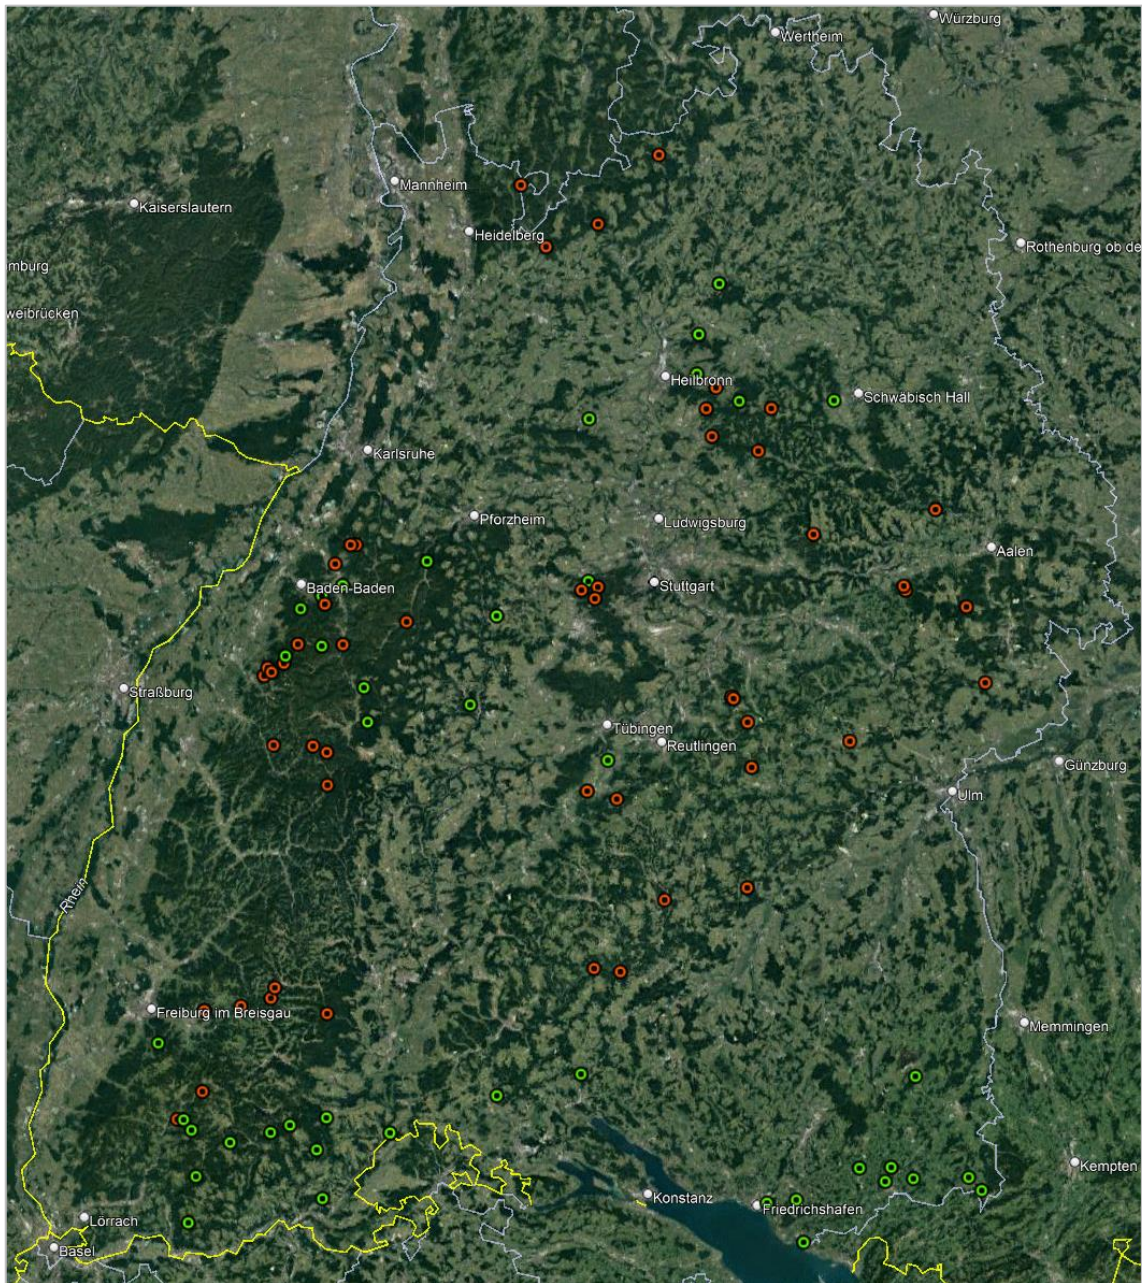 Würzburg
Wertheim
Mannheim
Kaiserslautern
Heidelberg
Rothenburg ob de
mburg
weibrücken
Heilbronn
Schwäbisch Hall
Karlsruhe
Pforzheim
Ludwigsburg
Aalen
Baden-Baden
Stuttgart
Straßburg
Tübingen
Reutlingen
Günzburg
Ulm
Rhein
Freiburg im Breisgau
Memmingen
Kempten
Konstanz
Friedrichshafen
Lörrach
Basel